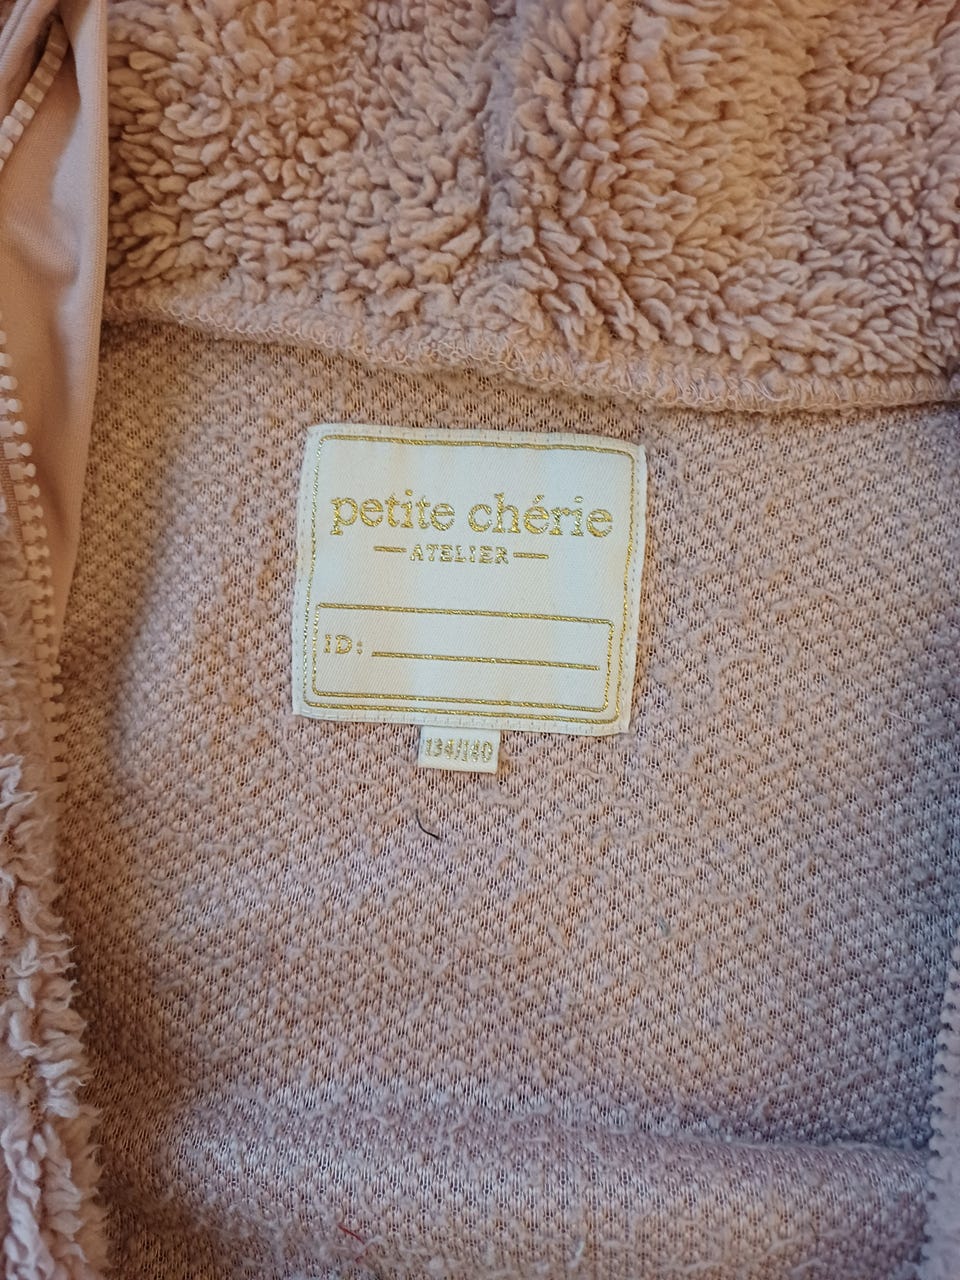 petite chérie
ATELIER
ID:
134/140